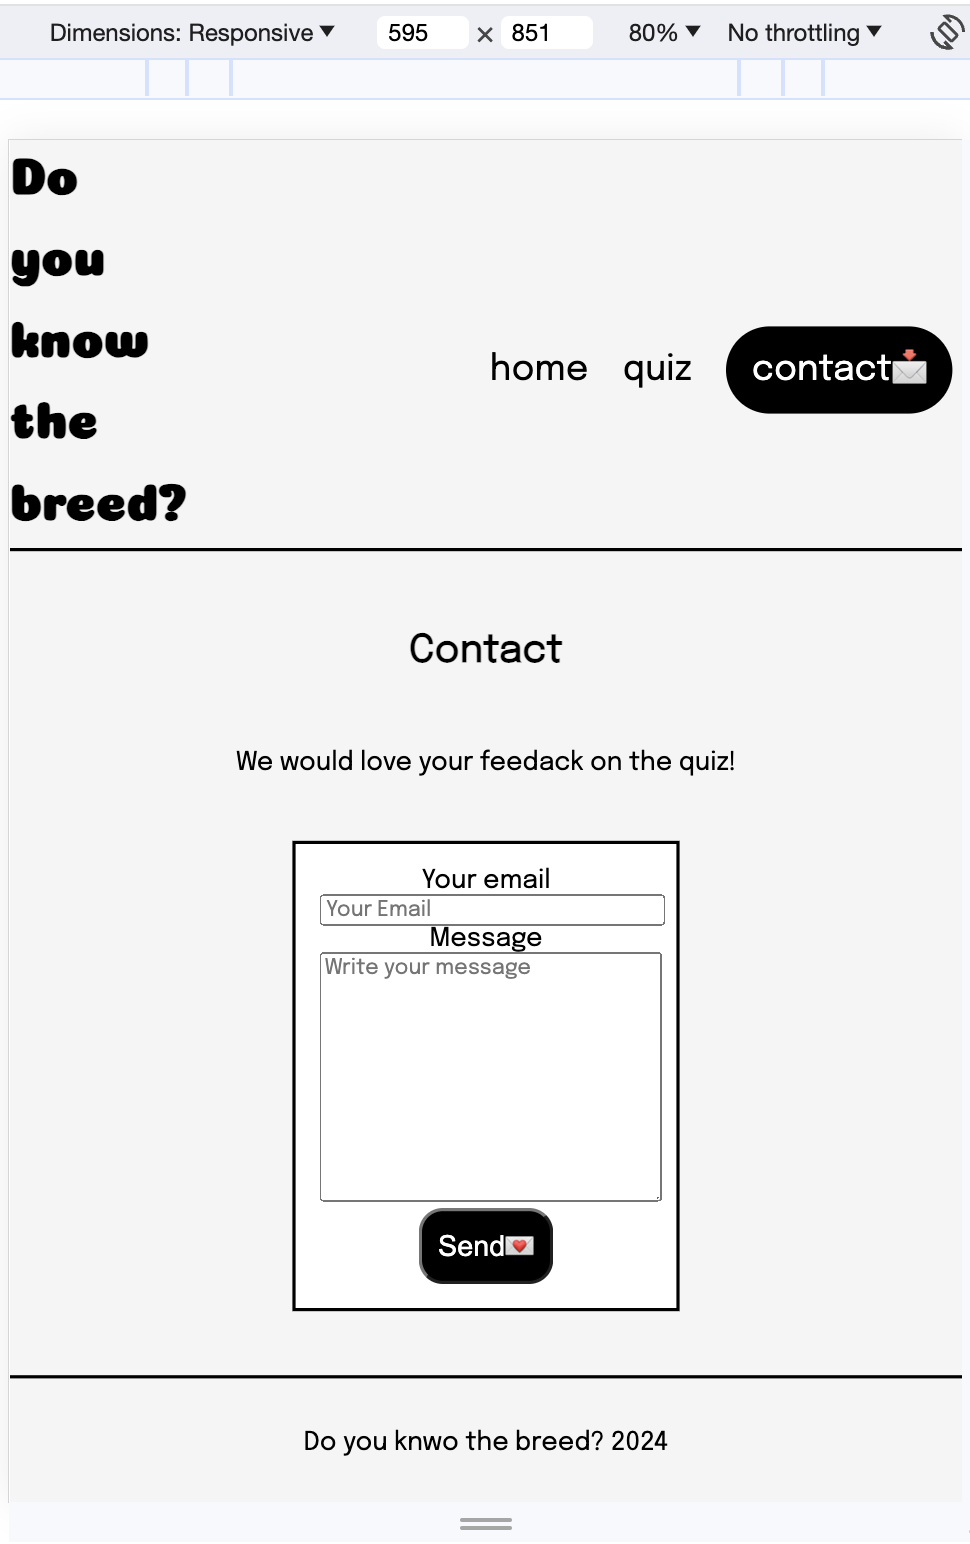 Dimensions: Responsive ▼ 595 × 851 80% ▼ No throttling ▼
Do
you
know
the
breed?
home quiz contact📩
Contact
We would love your feedack on the quiz!
Your email
Your Email
Message
Write your message
Send💌
Do you knwo the breed? 2024